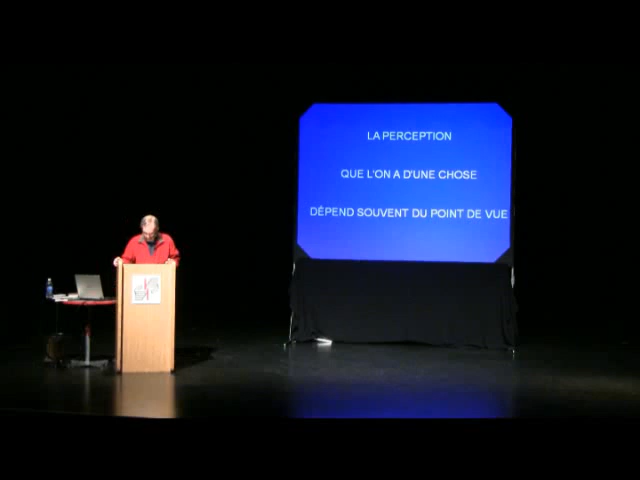 LA PERCEPTION
QUE L'ON A D'UNE CHOSE
DÉPEND SOUVENT DU POINT DE VUE